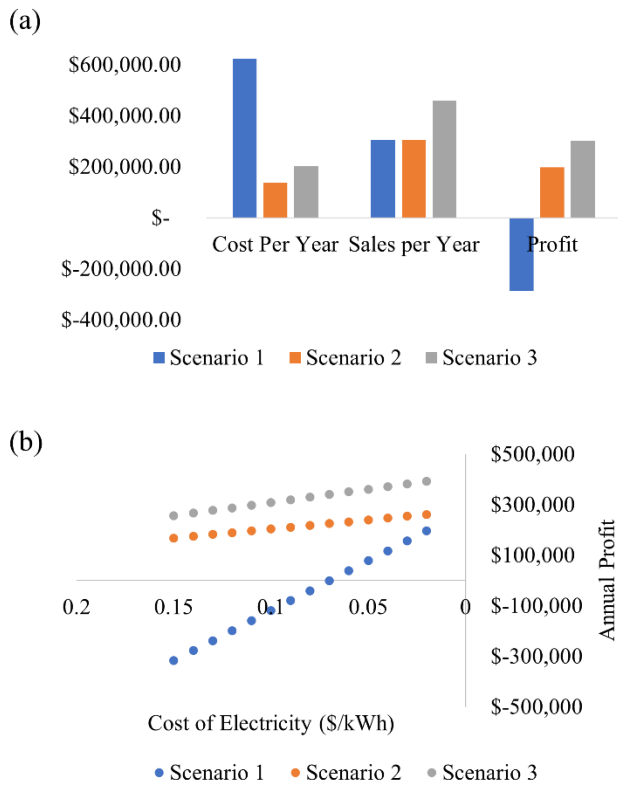 (a)
$600,000.00
$400,000.00
$200,000.00
$-
$-200,000.00
$-400,000.00
Cost Per Year Sales per Year Profit
Scenario 1 Scenario 2 Scenario 3
(b)
$500,000
$300,000
$100,000
$-100,000
$-300,000
$-500,000
Annual Profit
0.2 0.15 0.1 0.05 0
Cost of Electricity ($/kWh)
Scenario 1 Scenario 2 Scenario 3